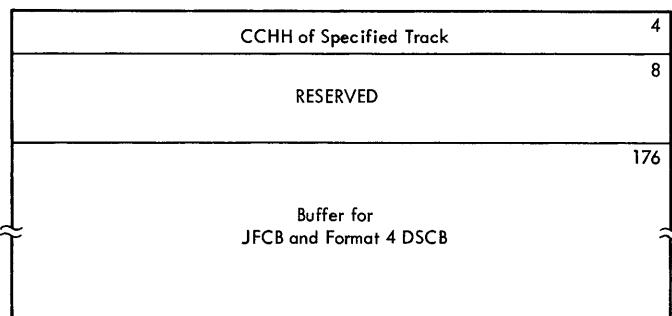 CCHH of Specified Track
4
8
RESERVED
176
Buffer for
JFCB and Format 4 DSCB